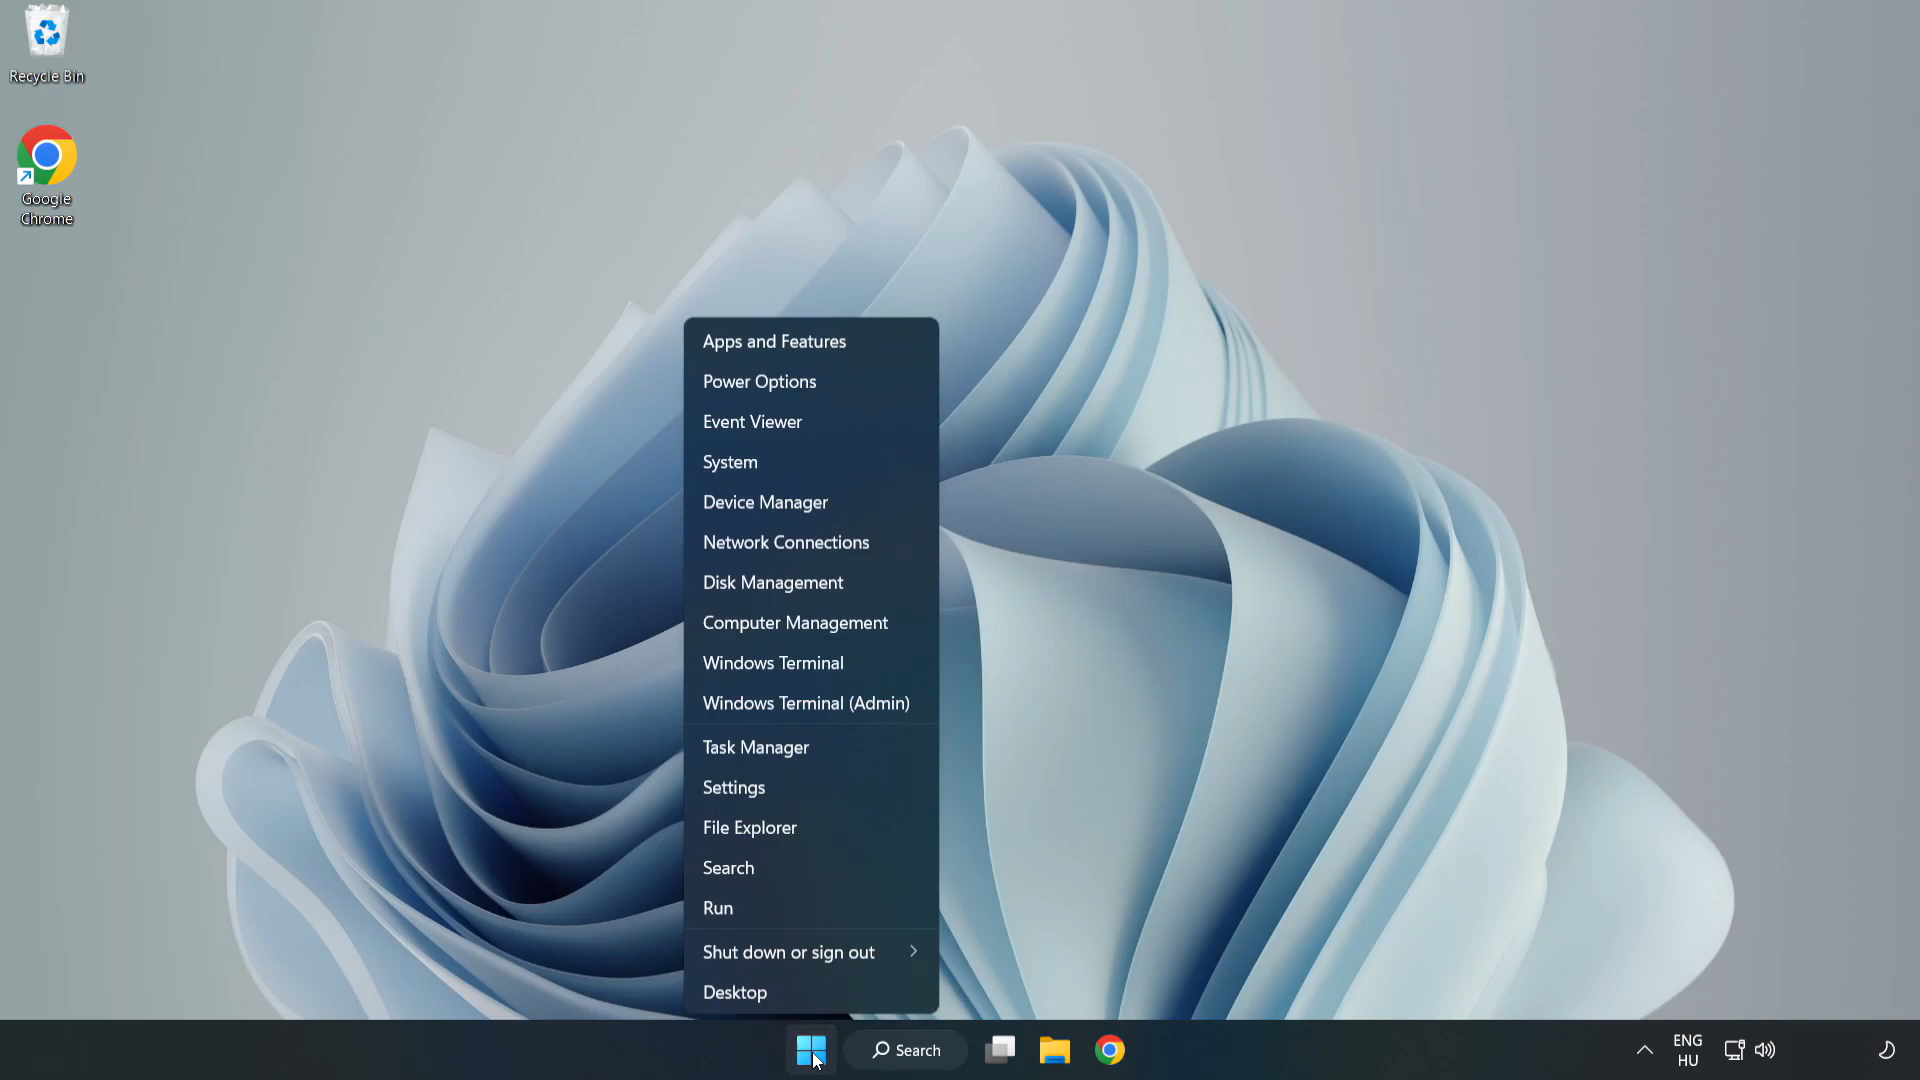 Recycle Bin
Google
Chrome
Apps and Features
Power Options
Event Viewer
System
Device Manager
Network Connections
Disk Management
Computer Management
Windows Terminal
Windows Terminal (Admin)
Task Manager
Settings
File Explorer
Search
Run
Shut down or sign out
Desktop
Search
ENG
HU